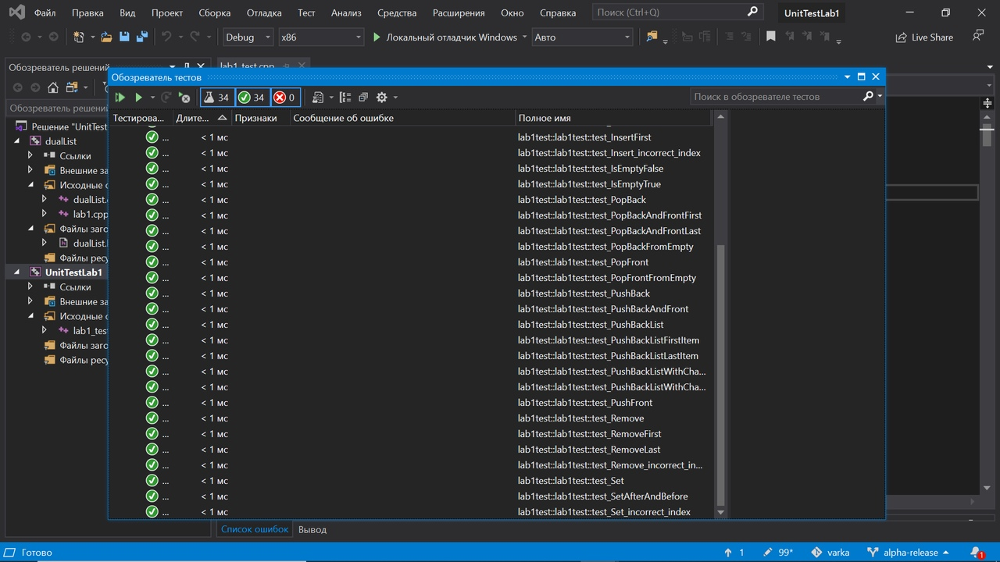 Файл Правка Вид Проект Сборка Отладка Тест Анализ Средства Расширения Окно Справка Поиск (Ctrl+Q) UnitTestLab1
Debug x86 Локальный отладчик Windows Авто Live Share
Обозреватель решений lab1_test.cpp
Обозреватель тестов
34 34 0 Поиск в обозревателе тестов
Обозреватель решений
Тестирова... Длите... Признаки Сообщение об ошибке Полное имя
Решение "UnitTest
dualList
Ссылки
Внешние за
Исходные
dualList.
lab1.cpp
Файлы заго
dualList.
Файлы ресу
UnitTestLab1
Ссылки
Внешние за
Исходные
lab1_test
Файлы заго
Файлы ресу
... < 1 мс lab1test::lab1test::test_InsertFirst
... < 1 мс lab1test::lab1test::test_Insert_incorrect_index
... < 1 мс lab1test::lab1test::test_IsEmptyFalse
... < 1 мс lab1test::lab1test::test_IsEmptyTrue
... < 1 мс lab1test::lab1test::test_PopBack
... < 1 мс lab1test::lab1test::test_PopBackAndFrontFirst
... < 1 мс lab1test::lab1test::test_PopBackAndFrontLast
... < 1 мс lab1test::lab1test::test_PopBackFromEmpty
... < 1 мс lab1test::lab1test::test_PopFront
... < 1 мс lab1test::lab1test::test_PopFrontFromEmpty
... < 1 мс lab1test::lab1test::test_PushBack
... < 1 мс lab1test::lab1test::test_PushBackAndFront
... < 1 мс lab1test::lab1test::test_PushBackList
... < 1 мс lab1test::lab1test::test_PushBackListFirstItem
... < 1 мс lab1test::lab1test::test_PushBackListLastItem
... < 1 мс lab1test::lab1test::test_PushBackListWithCha...
... < 1 мс lab1test::lab1test::test_PushBackListWithCha...
... < 1 мс lab1test::lab1test::test_PushFront
... < 1 мс lab1test::lab1test::test_Remove
... < 1 мс lab1test::lab1test::test_RemoveFirst
... < 1 мс lab1test::lab1test::test_RemoveLast
... < 1 мс lab1test::lab1test::test_Remove_incorrect_in...
... < 1 мс lab1test::lab1test::test_Set
... < 1 мс lab1test::lab1test::test_SetAfterAndBefore
... < 1 мс lab1test::lab1test::test_Set_incorrect_index
Список ошибок Вывод
Готово 1 99* varka alpha-release 1